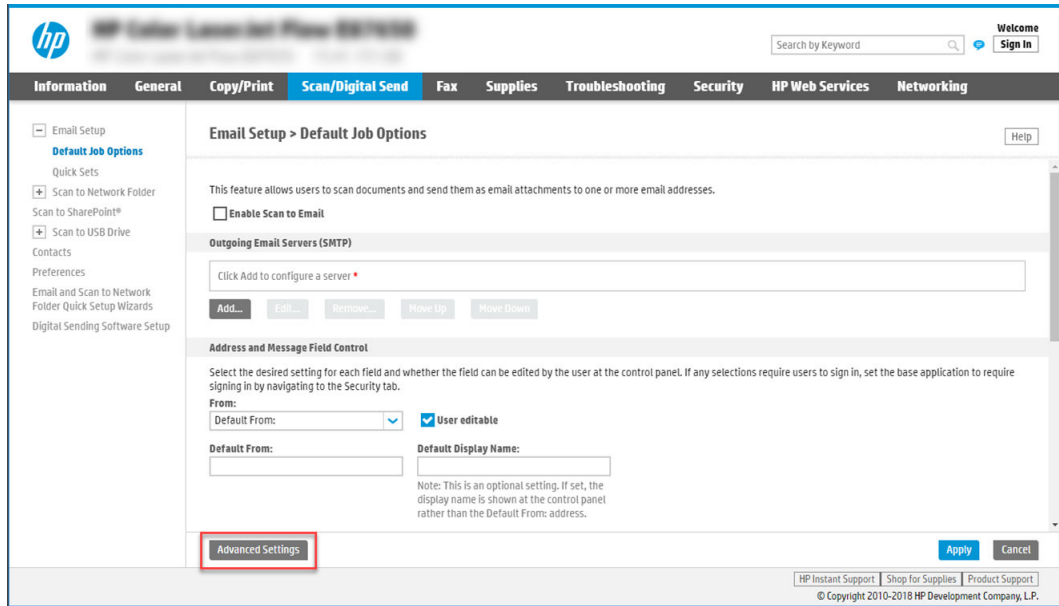 hp
Welcome
Search by Keyword
Sign In
Information General Copy/Print Scan/Digital Send Fax Supplies Troubleshooting Security HP Web Services Networking
Email Setup
Default Job Options
Quick Sets
Scan to Network Folder
Scan to SharePoint®
Scan to USB Drive
Contacts
Preferences
Email and Scan to Network
Folder Quick Setup Wizards
Digital Sending Software Setup
Email Setup > Default Job Options
Help
This feature allows users to scan documents and send them as email attachments to one or more email addresses.
Enable Scan to Email
Outgoing Email Servers (SMTP)
Click Add to configure a server *
Add... Edit... Remove... Move Up Move Down
Address and Message Field Control
Select the desired setting for each field and whether the field can be edited by the user at the control panel. If any selections require users to sign in, set the base application to require
signing in by navigating to the Security tab.
From:
Default From: User editable
Default From: Default Display Name:
Note: This is an optional setting. If set, the
display name is shown at the control panel
rather than the Default From: address.
Advanced Settings Apply Cancel
HP Instant Support Shop for Supplies Product Support
© Copyright 2010-2018 HP Development Company, L.P.